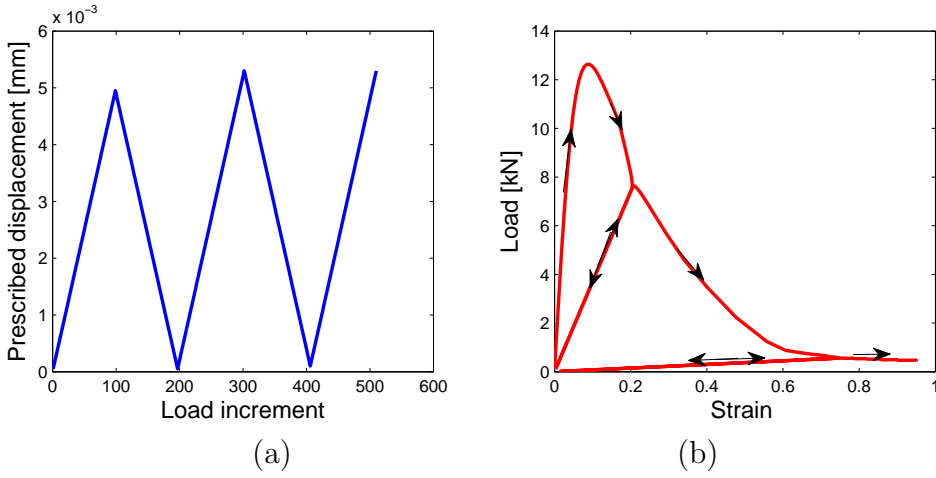 x 10⁻³
6
5
4
3
2
1
0
0 100 200 300 400 500 600
Prescribed displacement [mm]
Load increment
(a)
14
12
10
8
6
4
2
0
0 0.2 0.4 0.6 0.8 1
Load [kN]
Strain
(b)